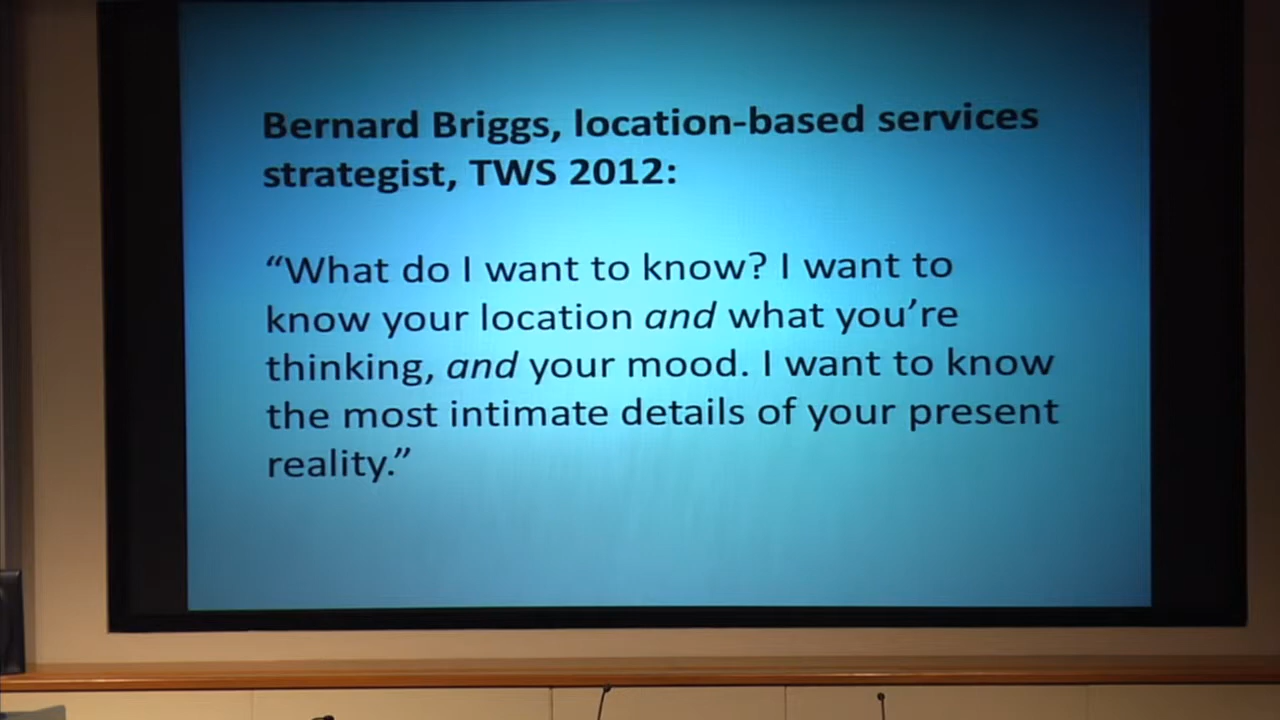 Bernard Briggs, location-based services
strategist, TWS 2012:
“What do I want to know? I want to
know your location and what you’re
thinking, and your mood. I want to know
the most intimate details of your present
reality.”